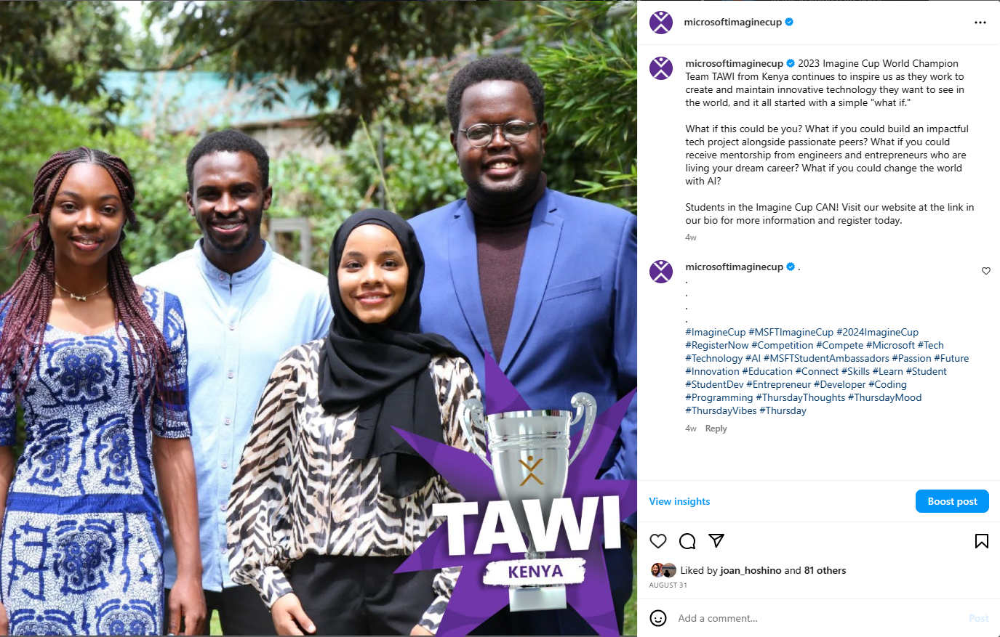 TAWI
KENYA
microsoftimaginecup
microsoftimaginecup 2023 Imagine Cup World Champion
Team TAWI from Kenya continues to inspire us as they work to
create and maintain innovative technology they want to see in
the world, and it all started with a simple "what if."
What if this could be you? What if you could build an impactful
tech project alongside passionate peers? What if you could
receive mentorship from engineers and entrepreneurs who are
living your dream career? What if you could change the world
with AI?
Students in the Imagine Cup CAN! Visit our website at the link in
our bio for more information and register today.
4w
microsoftimaginecup .
.
.
.
.
#ImagineCup #MSFTImagineCup #2024ImagineCup
#RegisterNow #Competition #Compete #Microsoft #Tech
#Technology #AI #MSFTStudentAmbassadors #Passion #Future
#Innovation #Education #Connect #Skills #Learn #Student
#StudentDev #Entrepreneur #Developer #Coding
#Programming #ThursdayThoughts #ThursdayMood
#ThursdayVibes #Thursday
4w Reply
View insights
Boost post
Liked by joan_hoshino and 81 others
AUGUST 31
Add a comment...
Post